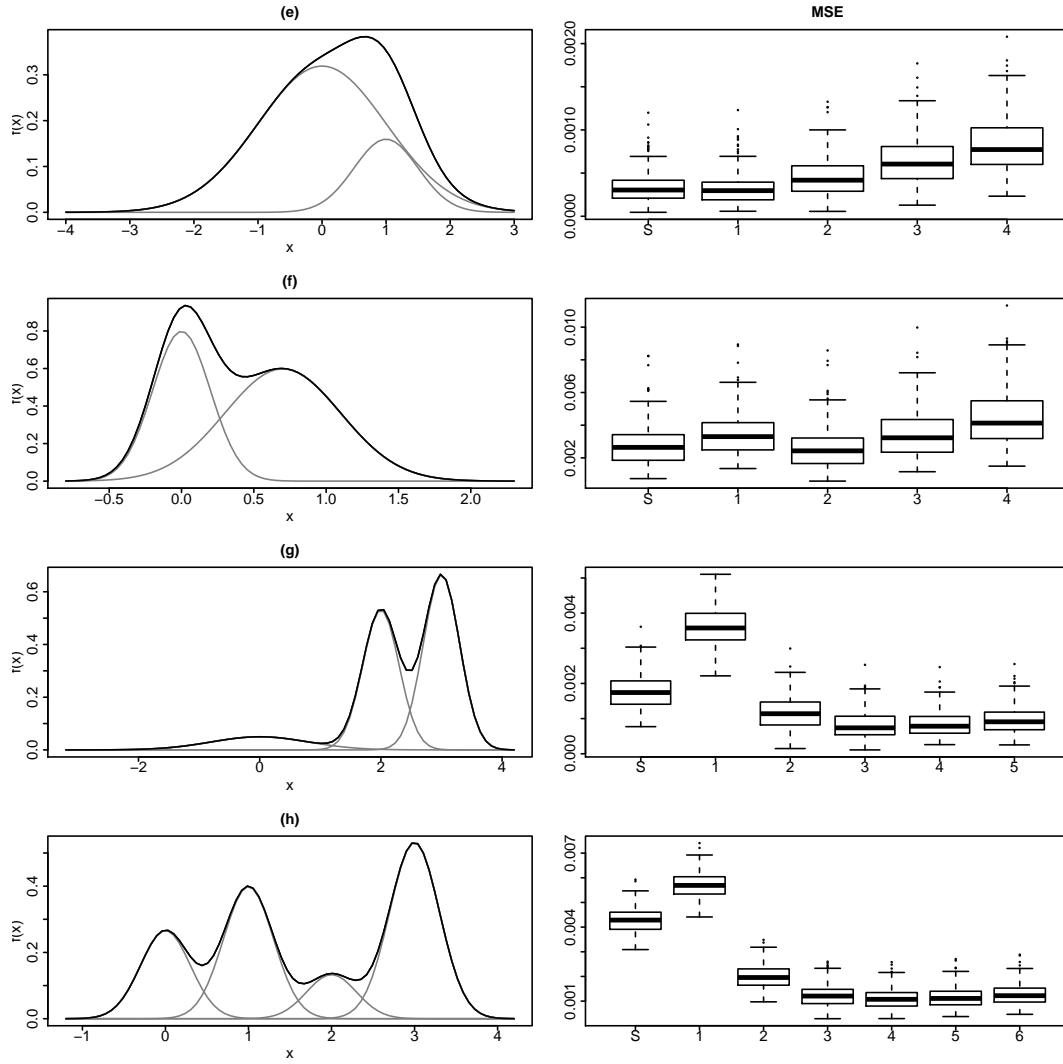 (e)
MSE
f(x)
0.0 0.2 0.3
−4 −3 −2 −1 0 1 2 3
x
0.0000 0.0010 0.0020
S 1 2 3 4
(f)
f(x)
0.0 0.2 0.4 0.6 0.8
−0.5 0.0 0.5 1.0 1.5 2.0
x
0.002 0.006 0.010
S 1 2 3 4
(g)
f(x)
0.0 0.2 0.4 0.6
−2 0 2 4
x
0.000 0.002 0.004
S 1 2 3 4 5
(h)
f(x)
0.0 0.2 0.4
−1 0 1 2 3 4
x
0.001 0.004 0.007
S 1 2 3 4 5 6